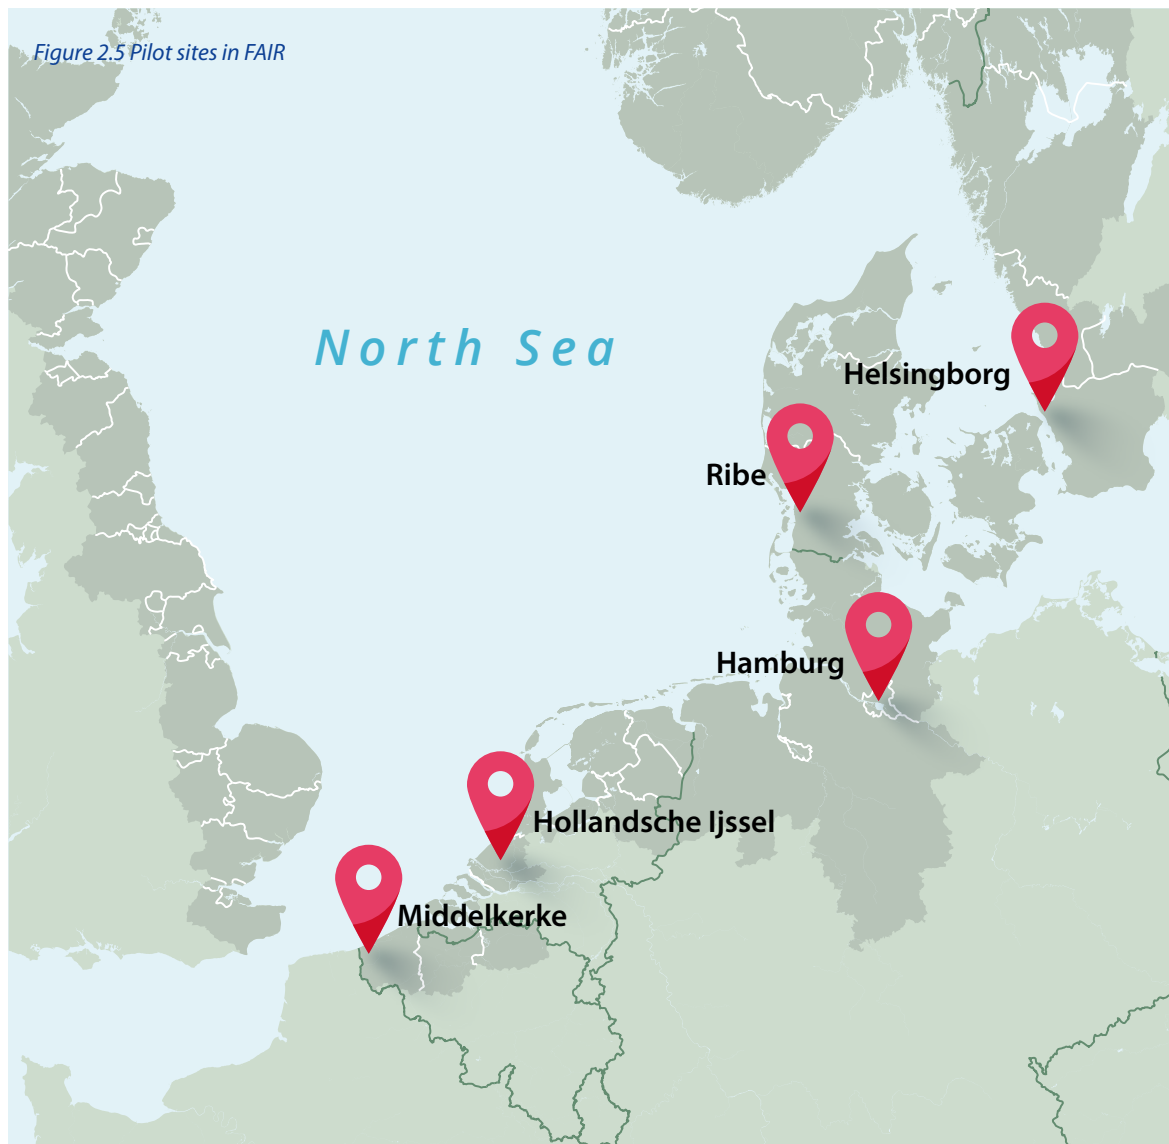 Figure 2.5 Pilot sites in FAIR
North Sea
Helsingborg
Ribe
Hamburg
Hollandsche Ijssel
Middelkerke